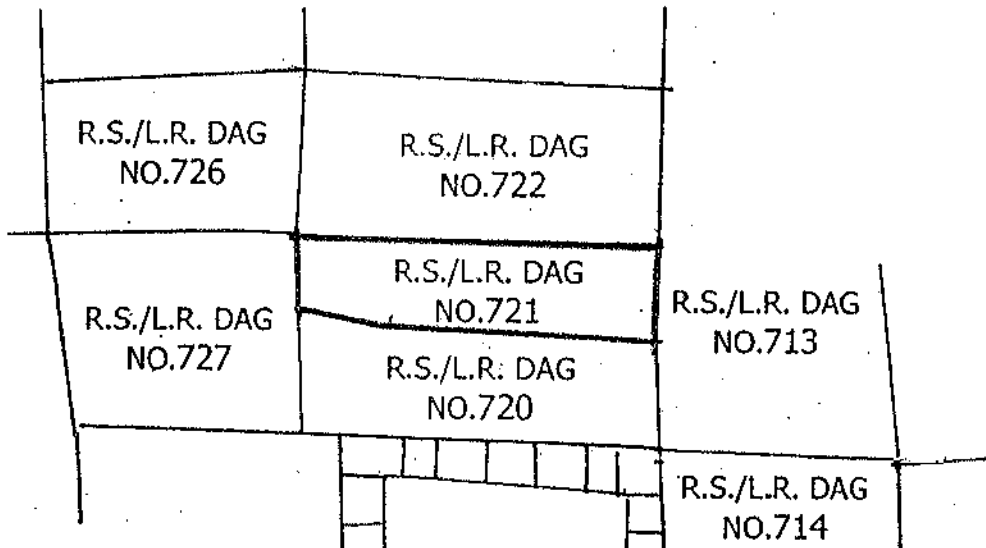 R.S./L.R. DAG
NO.726
R.S./L.R. DAG
NO.722
R.S./L.R. DAG
NO.721
R.S./L.R. DAG
NO.713
R.S./L.R. DAG
NO.727
R.S./L.R. DAG
NO.720
R.S./L.R. DAG
NO.714